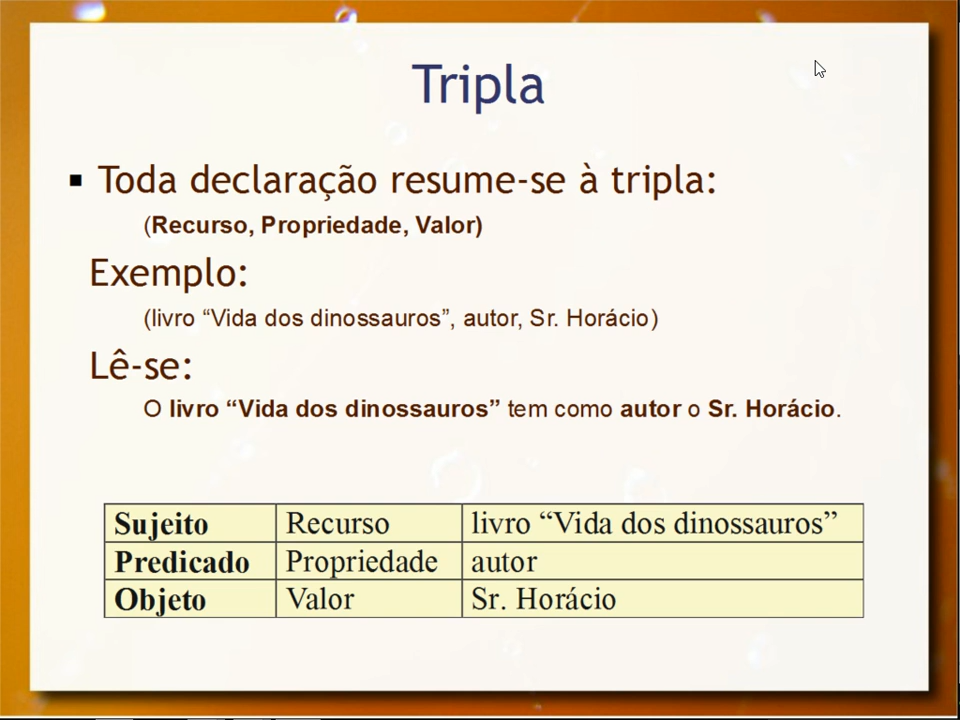 Tripla
▪ Toda declaração resume-se à tripla:
(Recurso, Propriedade, Valor)
Exemplo:
(livro “Vida dos dinossauros”, autor, Sr. Horácio)
Lê-se:
O livro “Vida dos dinossauros” tem como autor o Sr. Horácio.
Sujeito Recurso livro “Vida dos dinossauros”
Predicado Propriedade autor
Objeto Valor Sr. Horácio